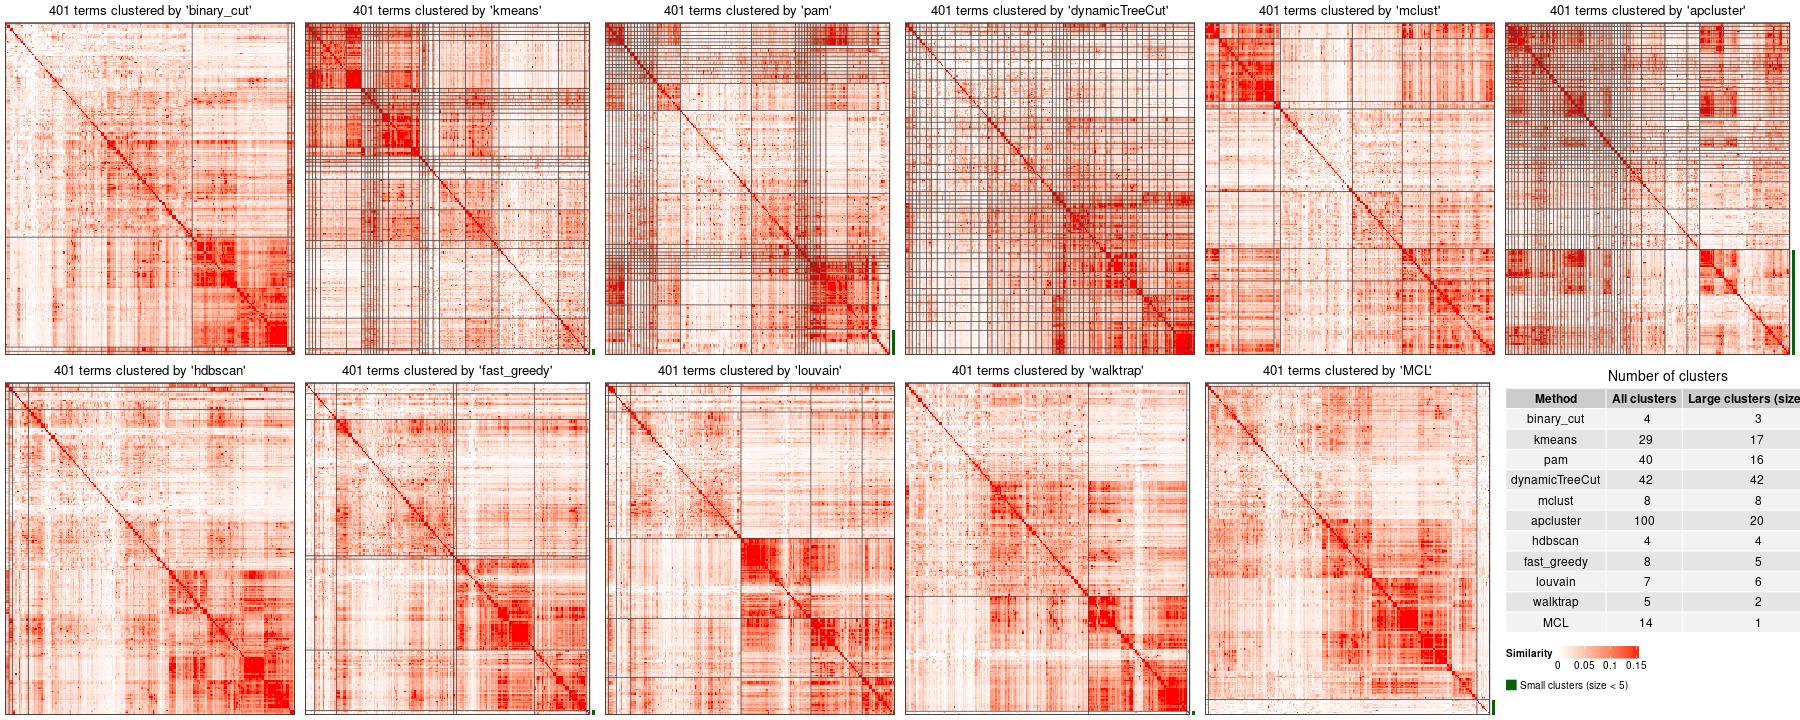 401 terms clustered by 'binary_cut'
401 terms clustered by 'kmeans'
401 terms clustered by 'pam'
401 terms clustered by 'dynamicTreeCut'
401 terms clustered by 'mclust'
401 terms clustered by 'apcluster'
401 terms clustered by 'hdbscan'
401 terms clustered by 'fast_greedy'
401 terms clustered by 'louvain'
401 terms clustered by 'walktrap'
401 terms clustered by 'MCL'
Number of clusters
Method All clusters Large clusters (size
binary_cut 4 3
kmeans 29 17
pam 40 16
dynamicTreeCut 42 42
mclust 8 8
apcluster 100 20
hdbscan 4 4
fast_greedy 8 5
louvain 7 6
walktrap 5 2
MCL 14 1
Similarity
0 0.05 0.1 0.15
Small clusters (size < 5)